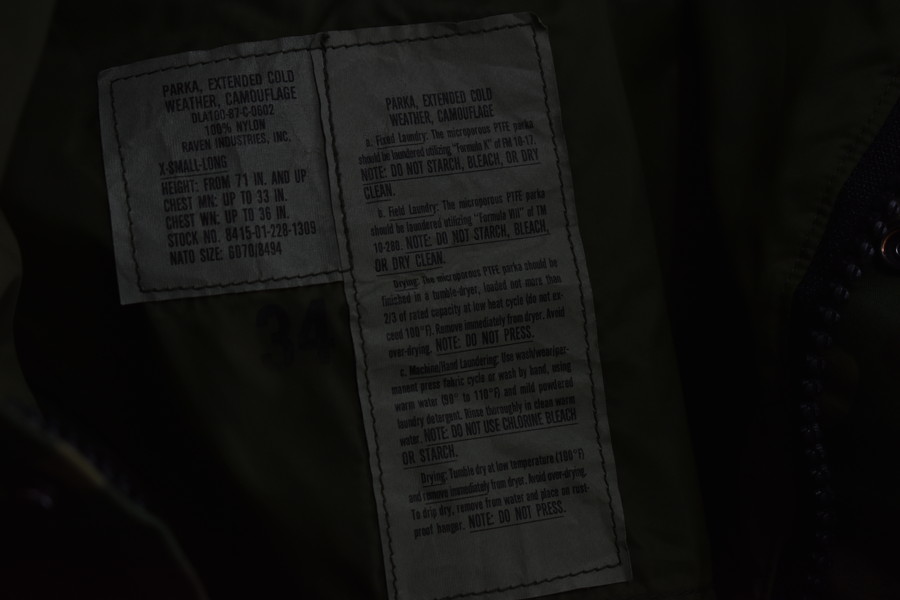 PARKA, EXTENDED COLD
WEATHER, CAMOUFLAGE
DLA100-87-C-0602
100% NYLON
RAVEN INDUSTRIES, INC.
X-SMALL-LONG
HEIGHT: FROM 71 IN. AND UP
CHEST MN: UP TO 33 IN.
CHEST WN: UP TO 36 IN.
STOCK NO. 8415-01-228-1309
NATO SIZE: 6070/8494
PARKA, EXTENDED COLD
WEATHER, CAMOUFLAGE
a. Fixed Laundry: The microporous PTFE parka
should be laundered utilizing "Formula K" of FM 10-17.
NOTE: DO NOT STARCH, BLEACH, OR DRY
CLEAN.
b. Field Laundry: The microporous PTFE parka
should be laundered utilizing "Formula VIII" of TM
10-280. NOTE: DO NOT STARCH, BLEACH,
OR DRY CLEAN.
Drying: The microporous PTFE parka should be
finished in a tumble-dryer, loaded not more than
2/3 of rated capacity at low heat cycle (do not ex-
ceed 100°F). Remove immediately from dryer. Avoid
over-drying. NOTE: DO NOT PRESS.
c. Machine/Hand Laundering: Use wash/wear/per-
manent press fabric cycle or wash by hand, using
warm water (90° to 110°F) and mild powdered
laundry detergent. Rinse thoroughly in clean warm
water. NOTE: DO NOT USE CHLORINE BLEACH
OR STARCH.
Drying: Tumble dry at low temperature (100°F)
and remove immediately from dryer. Avoid over-drying.
To drip dry, remove from water and place on rust-
proof hanger. NOTE: DO NOT PRESS.